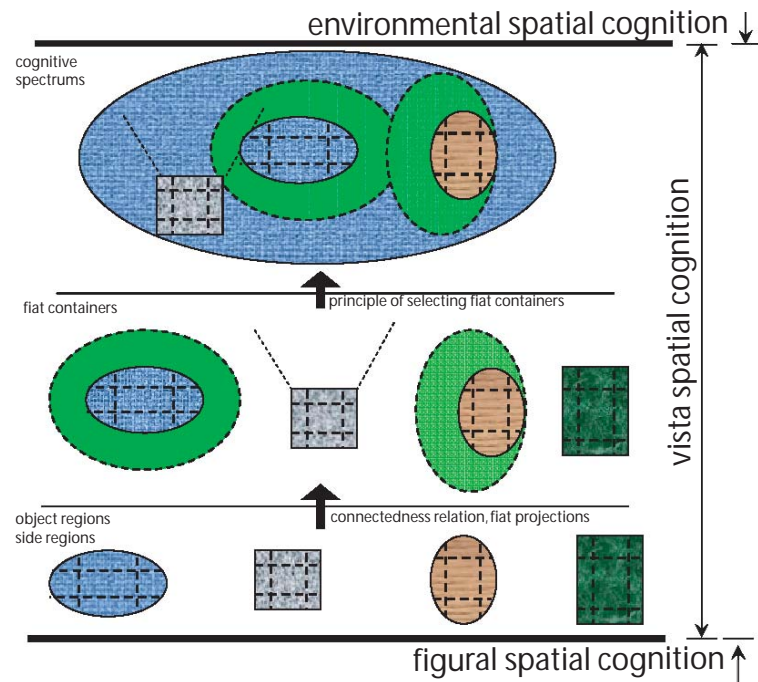 environmental spatial cognition
cognitive
spectrums
vista spatial cognition
fiat containers
principle of selecting fiat containers
object regions
side regions
connectedness relation, fiat projections
figural spatial cognition